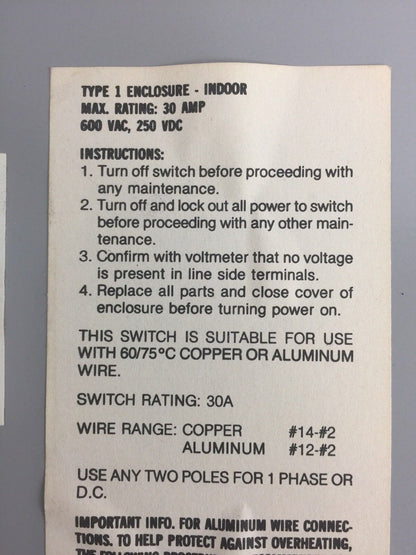 TYPE 1 ENCLOSURE - INDOOR
MAX. RATING: 30 AMP
600 VAC, 250 VDC
INSTRUCTIONS:
1. Turn off switch before proceeding with
any maintenance.
2. Turn off and lock out all power to switch
before proceeding with any other main-
tenance.
3. Confirm with voltmeter that no voltage
is present in line side terminals.
4. Replace all parts and close cover of
enclosure before turning power on.
THIS SWITCH IS SUITABLE FOR USE
WITH 60/75°C COPPER OR ALUMINUM
WIRE.
SWITCH RATING: 30A
WIRE RANGE: COPPER #14-#2
ALUMINUM #12-#2
USE ANY TWO POLES FOR 1 PHASE OR
D.C.
IMPORTANT INFO. FOR ALUMINUM WIRE CONNEC-
TIONS. TO HELP PROTECT AGAINST OVERHEATING,
THE FOLLOWING